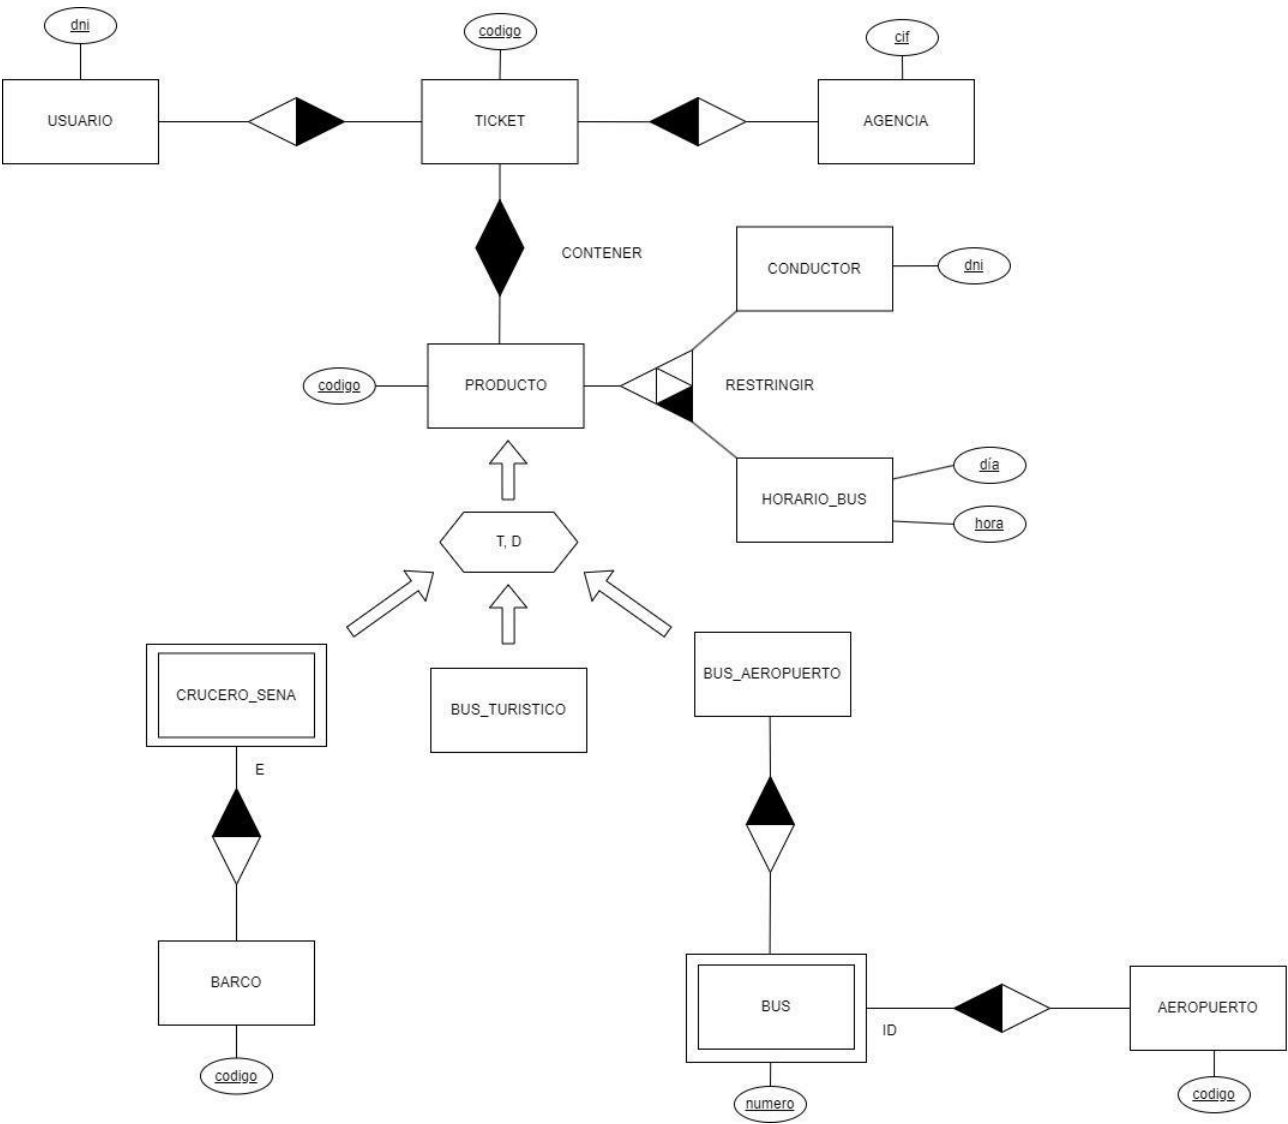 dni
codigo
cif
USUARIO
TICKET
AGENCIA
CONTENER
CONDUCTOR
dni
codigo
PRODUCTO
RESTRINGIR
día
HORARIO_BUS
hora
T, D
CRUCERO_SENA
BUS_TURISTICO
BUS_AEROPUERTO
E
BARCO
BUS
AEROPUERTO
ID
codigo
numero
codigo